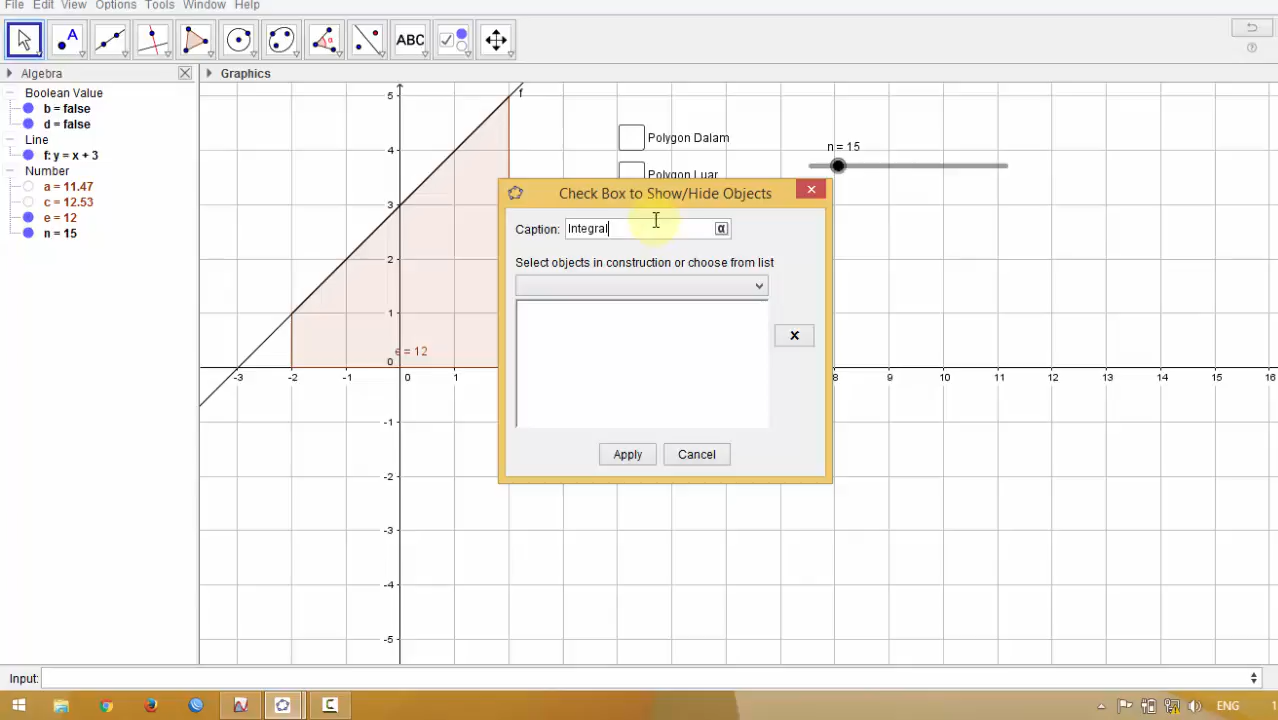 File Edit View Options Tools Window Help
ABC
Algebra
Graphics
Boolean Value
b = false
d = false
Line
f: y = x + 3
Number
a = 11.47
c = 12.53
e = 12
n = 15
f
5
4
3
2
1
0
-1
-2
-3
-4
-5
-3 -2 -1 0 1 8 9 10 11 12 13 14 15 16
e = 12
Polygon Dalam
Polygon Luar
n = 15
Check Box to Show/Hide Objects
Caption: Integral α
Select objects in construction or choose from list
x
Apply Cancel
Input:
ENG